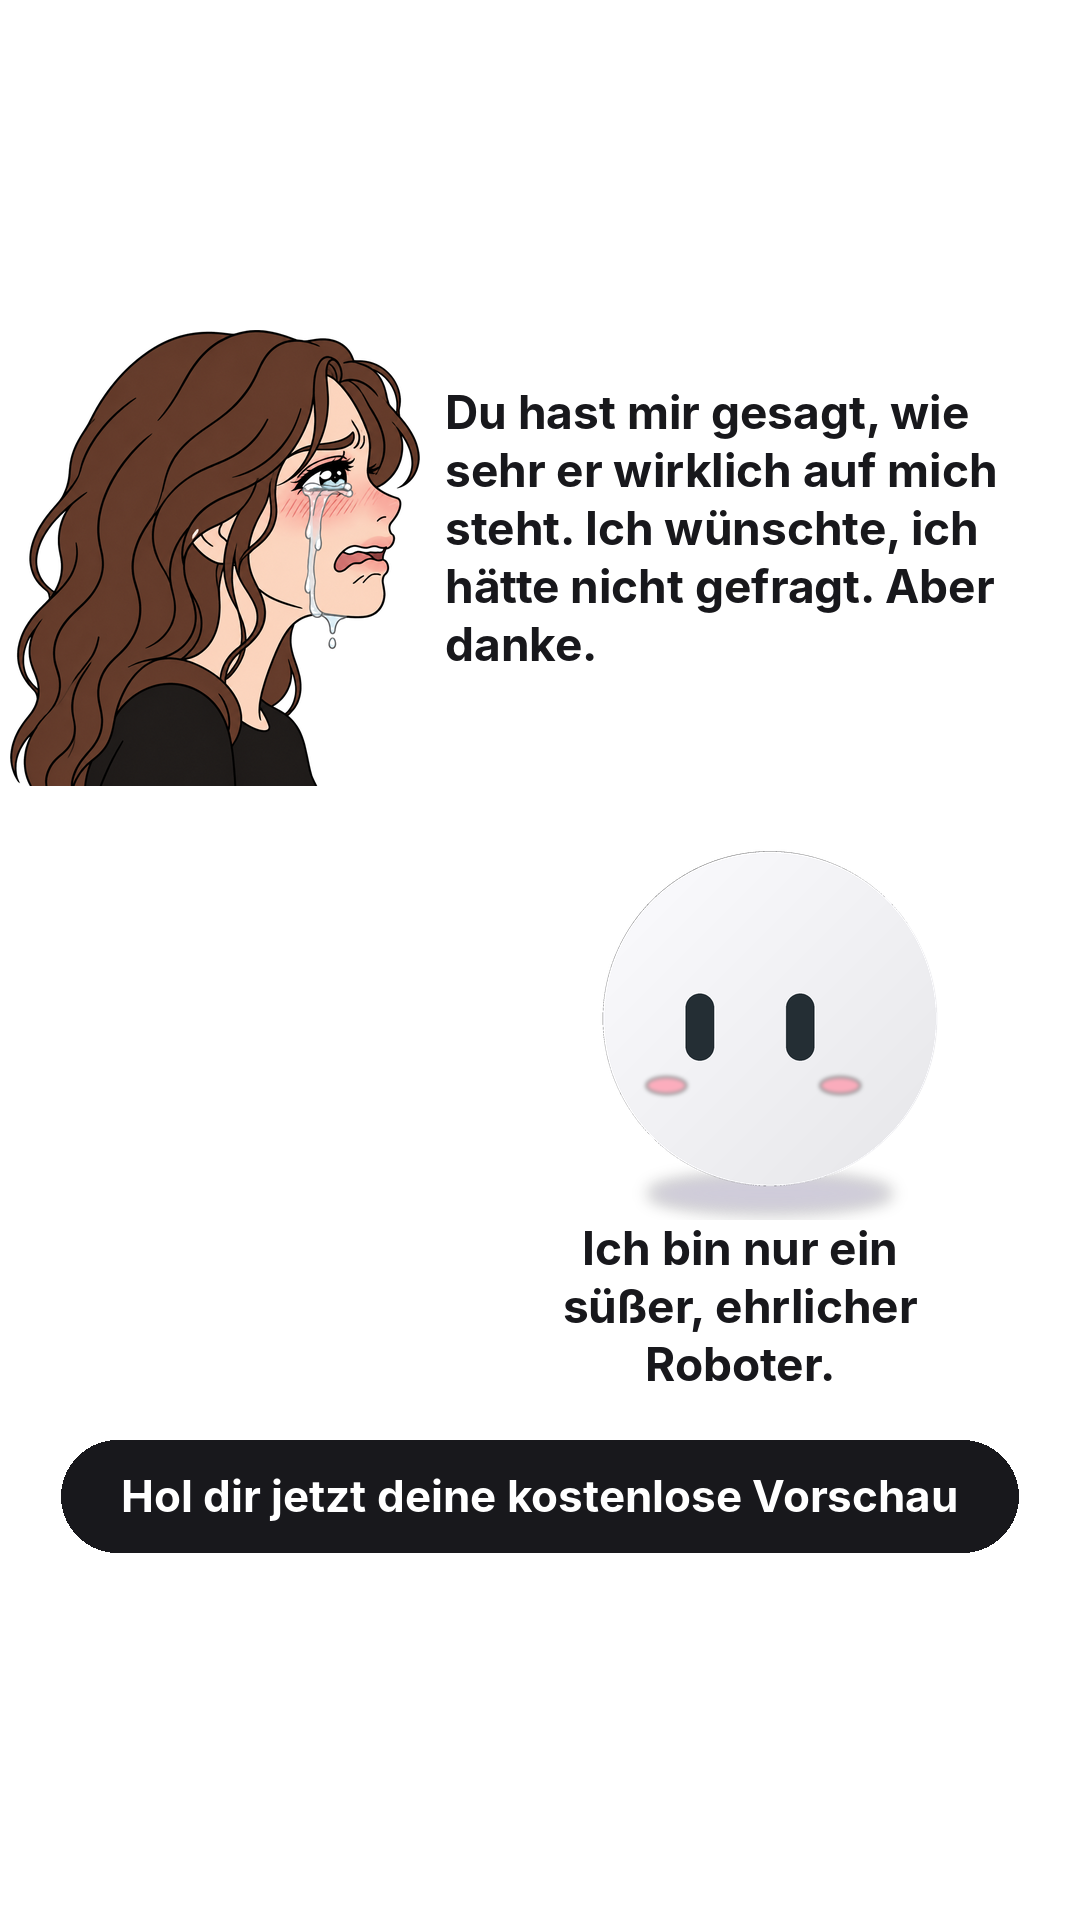 Du hast mir gesagt, wie
sehr er wirklich auf mich
steht. Ich wünschte, ich
hätte nicht gefragt. Aber
danke.
Ich bin nur ein
süßer, ehrlicher
Roboter.
Hol dir jetzt deine kostenlose Vorschau